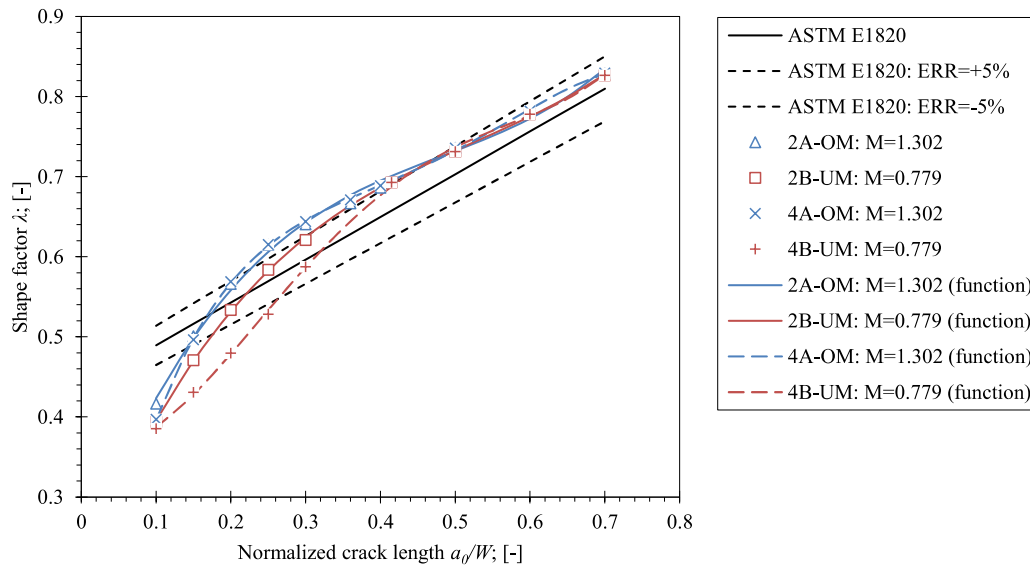 0.9
0.8
0.7
0.6
0.5
0.4
0.3
Shape factor λ; [-]
0 0.1 0.2 0.3 0.4 0.5 0.6 0.7 0.8
Normalized crack length a0/W; [-]
ASTM E1820
ASTM E1820: ERR=+5%
ASTM E1820: ERR=-5%
2A-OM: M=1.302
2B-UM: M=0.779
4A-OM: M=1.302
4B-UM: M=0.779
2A-OM: M=1.302 (function)
2B-UM: M=0.779 (function)
4A-OM: M=1.302 (function)
4B-UM: M=0.779 (function)